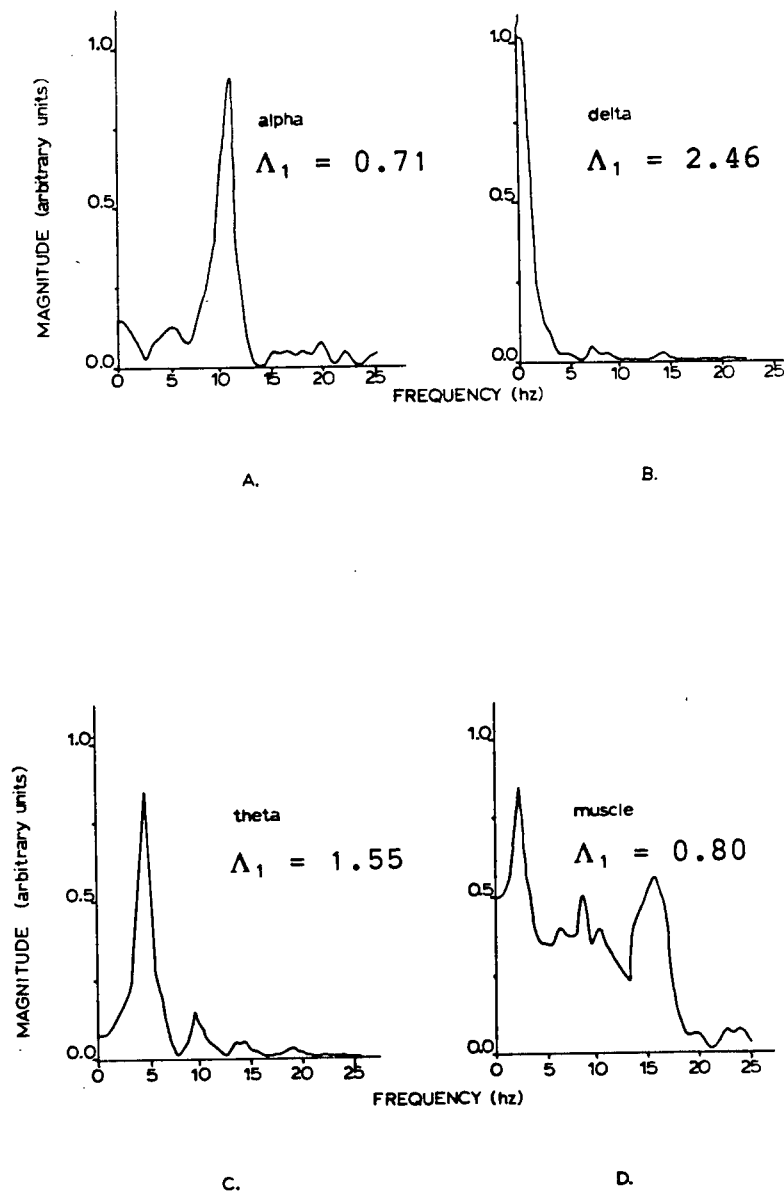 1.0
0.5
0.0
MAGNITUDE (arbitrary units)
alpha
Λ₁ = 0.71
0 5 10 15 20 25
1.0
0.5
0.0
delta
Λ₁ = 2.46
0 5 10 15 20 25
FREQUENCY (hz)
A.
B.
1.0
0.5
0.0
MAGNITUDE (arbitrary units)
theta
Λ₁ = 1.55
0 5 10 15 20 25
1.0
0.5
0.0
muscle
Λ₁ = 0.80
0 5 10 15 20 25
FREQUENCY (hz)
C.
D.